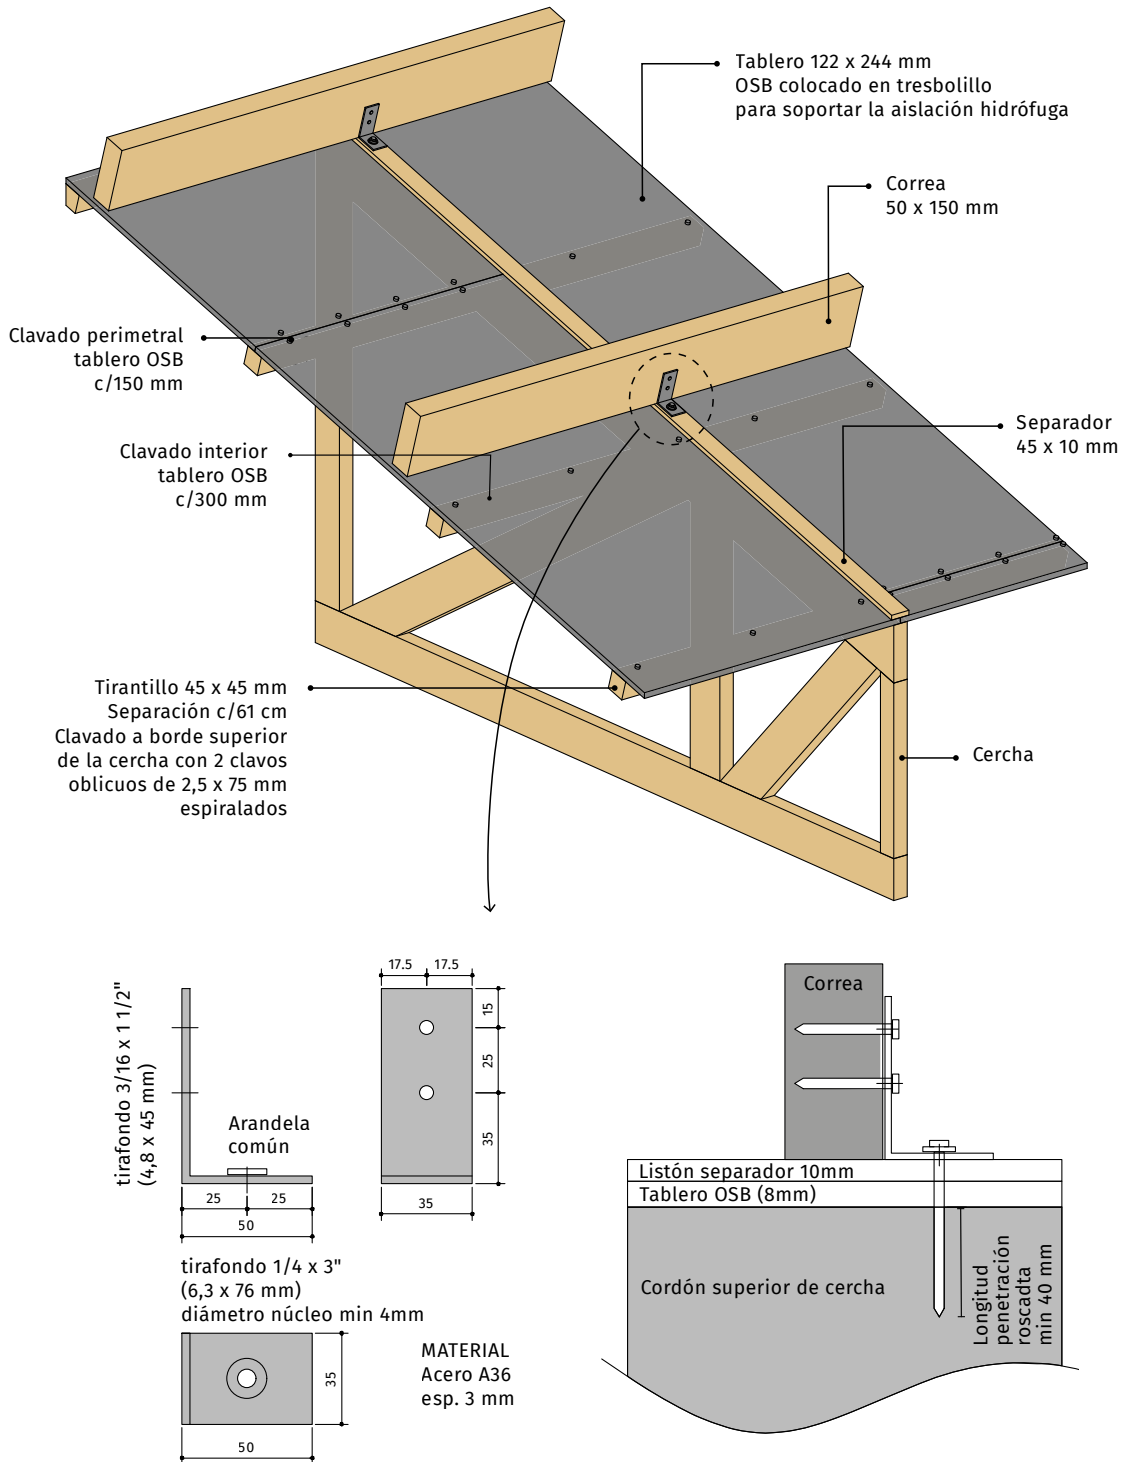 Tablero 122 x 244 mm
OSB colocado en tresbolillo
para soportar la aislación hidrófuga
Correa
50 x 150 mm
Clavado perimetral
tablero OSB
c/150 mm
Clavado interior
tablero OSB
c/300 mm
Separador
45 x 10 mm
Tirantillo 45 x 45 mm
Separación c/61 cm
Clavado a borde superior
de la cercha con 2 clavos
oblicuos de 2,5 x 75 mm
espiralados
Cercha
tirafondo 3/16 x 1 1/2"
(4,8 x 45 mm)
Arandela
común
25
25
50
17.5
17.5
15
25
35
35
tirafondo 1/4 x 3"
(6,3 x 76 mm)
diámetro núcleo min 4mm
35
50
MATERIAL
Acero A36
esp. 3 mm
Correa
Listón separador 10mm
Tablero OSB (8mm)
Cordón superior de cercha
Longitud
penetración
roscadta
min 40 mm